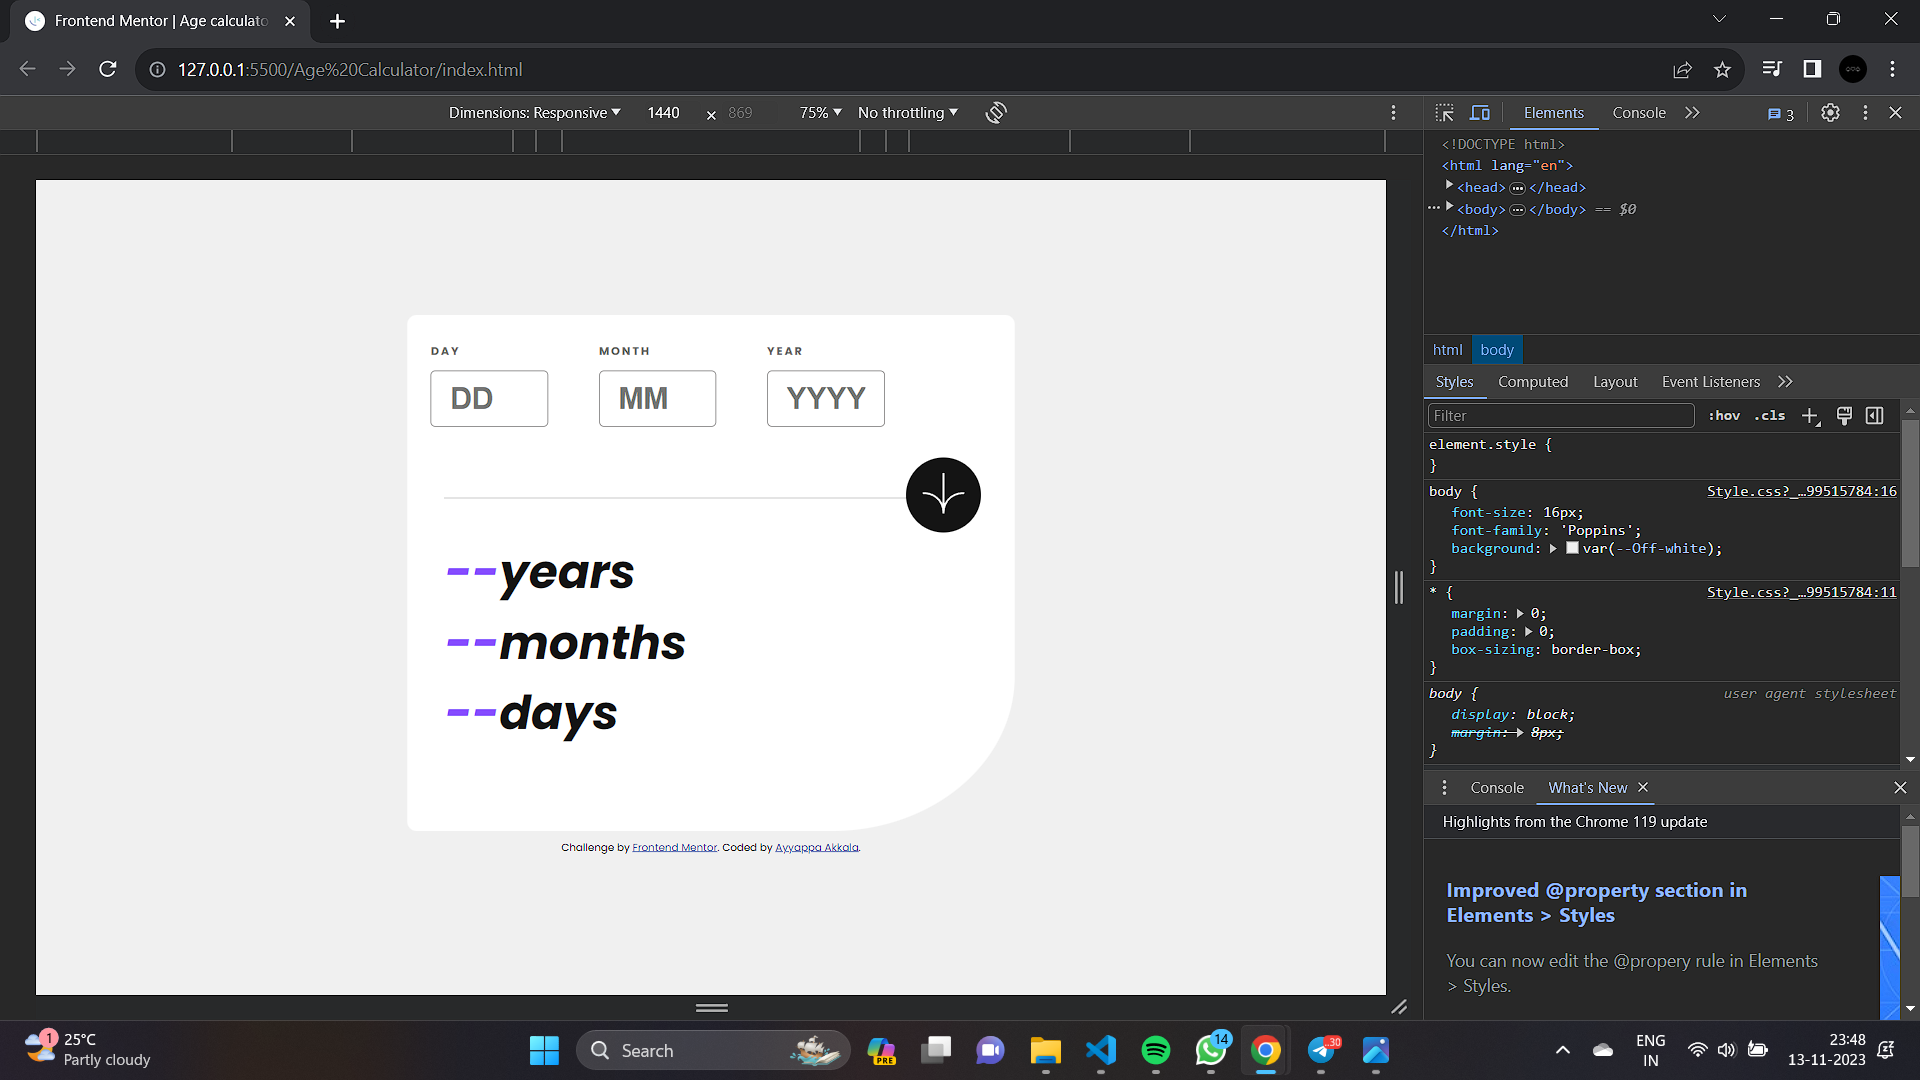 Frontend Mentor | Age calculato
127.0.0.1:5500/Age%20Calculator/index.html
Dimensions: Responsive 1440 × 869 75% No throttling
Elements Console 3
<!DOCTYPE html>
<html lang="en">
<head> </head>
<body> </body> == $0
</html>
html body
Styles Computed Layout Event Listeners
Filter :hov .cls
element.style {
}
body { Style.css?_…99515784:16
font-size: 16px;
font-family: 'Poppins';
background: var(--Off-white);
}
* { Style.css?_…99515784:11
margin: 0;
padding: 0;
box-sizing: border-box;
}
body { user agent stylesheet
display: block;
margin: 8px;
}
Console What's New
Highlights from the Chrome 119 update
Improved @property section in
Elements > Styles
You can now edit the @propery rule in Elements
> Styles.
DAY MONTH YEAR
DD MM YYYY
--years
--months
--days
Challenge by Frontend Mentor. Coded by Ayyappa Akkala.
1 25°C
Partly cloudy
Search
PRE
14
.30
ENG
IN
23:48
13-11-2023